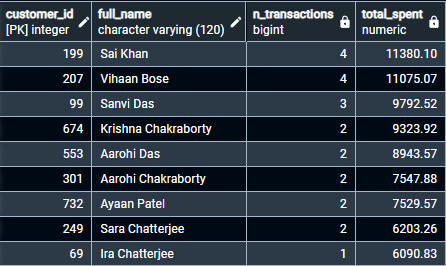 customer_id full_name n_transactions total_spent
[PK] integer character varying (120) bigint numeric
199 Sai Khan 4 11380.10
207 Vihaan Bose 4 11075.07
99 Sanvi Das 3 9792.52
674 Krishna Chakraborty 2 9323.92
553 Aarohi Das 2 8943.57
301 Aarohi Chakraborty 2 7547.88
732 Ayaan Patel 2 7529.57
249 Sara Chatterjee 2 6203.26
69 Ira Chatterjee 1 6090.83